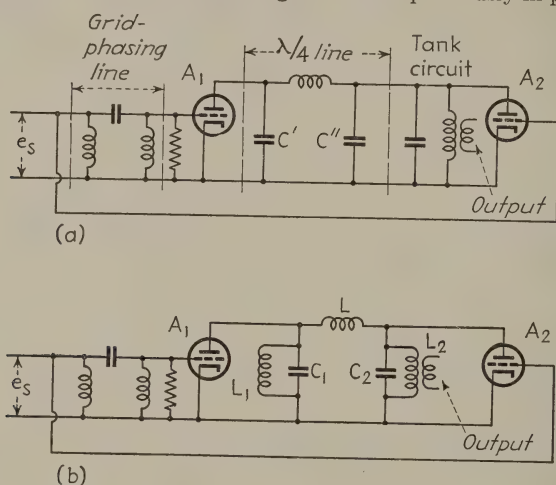 Grid-
phasing
line
A₁
λ/4 line
Tank
circuit
A₂
eₛ
C'
C"
Output
(a)
A₁
L
A₂
eₛ
L₁
C₁
C₂
L₂
Output
(b)